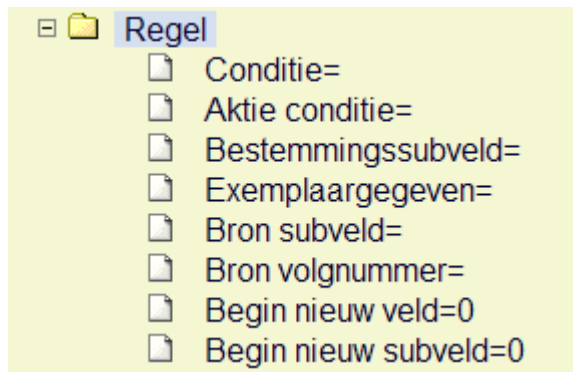 Regel
Conditie=
Aktie conditie=
Bestemmingssubveld=
Exemplaargegeven=
Bron subveld=
Bron volgnummer=
Begin nieuw veld=0
Begin nieuw subveld=0